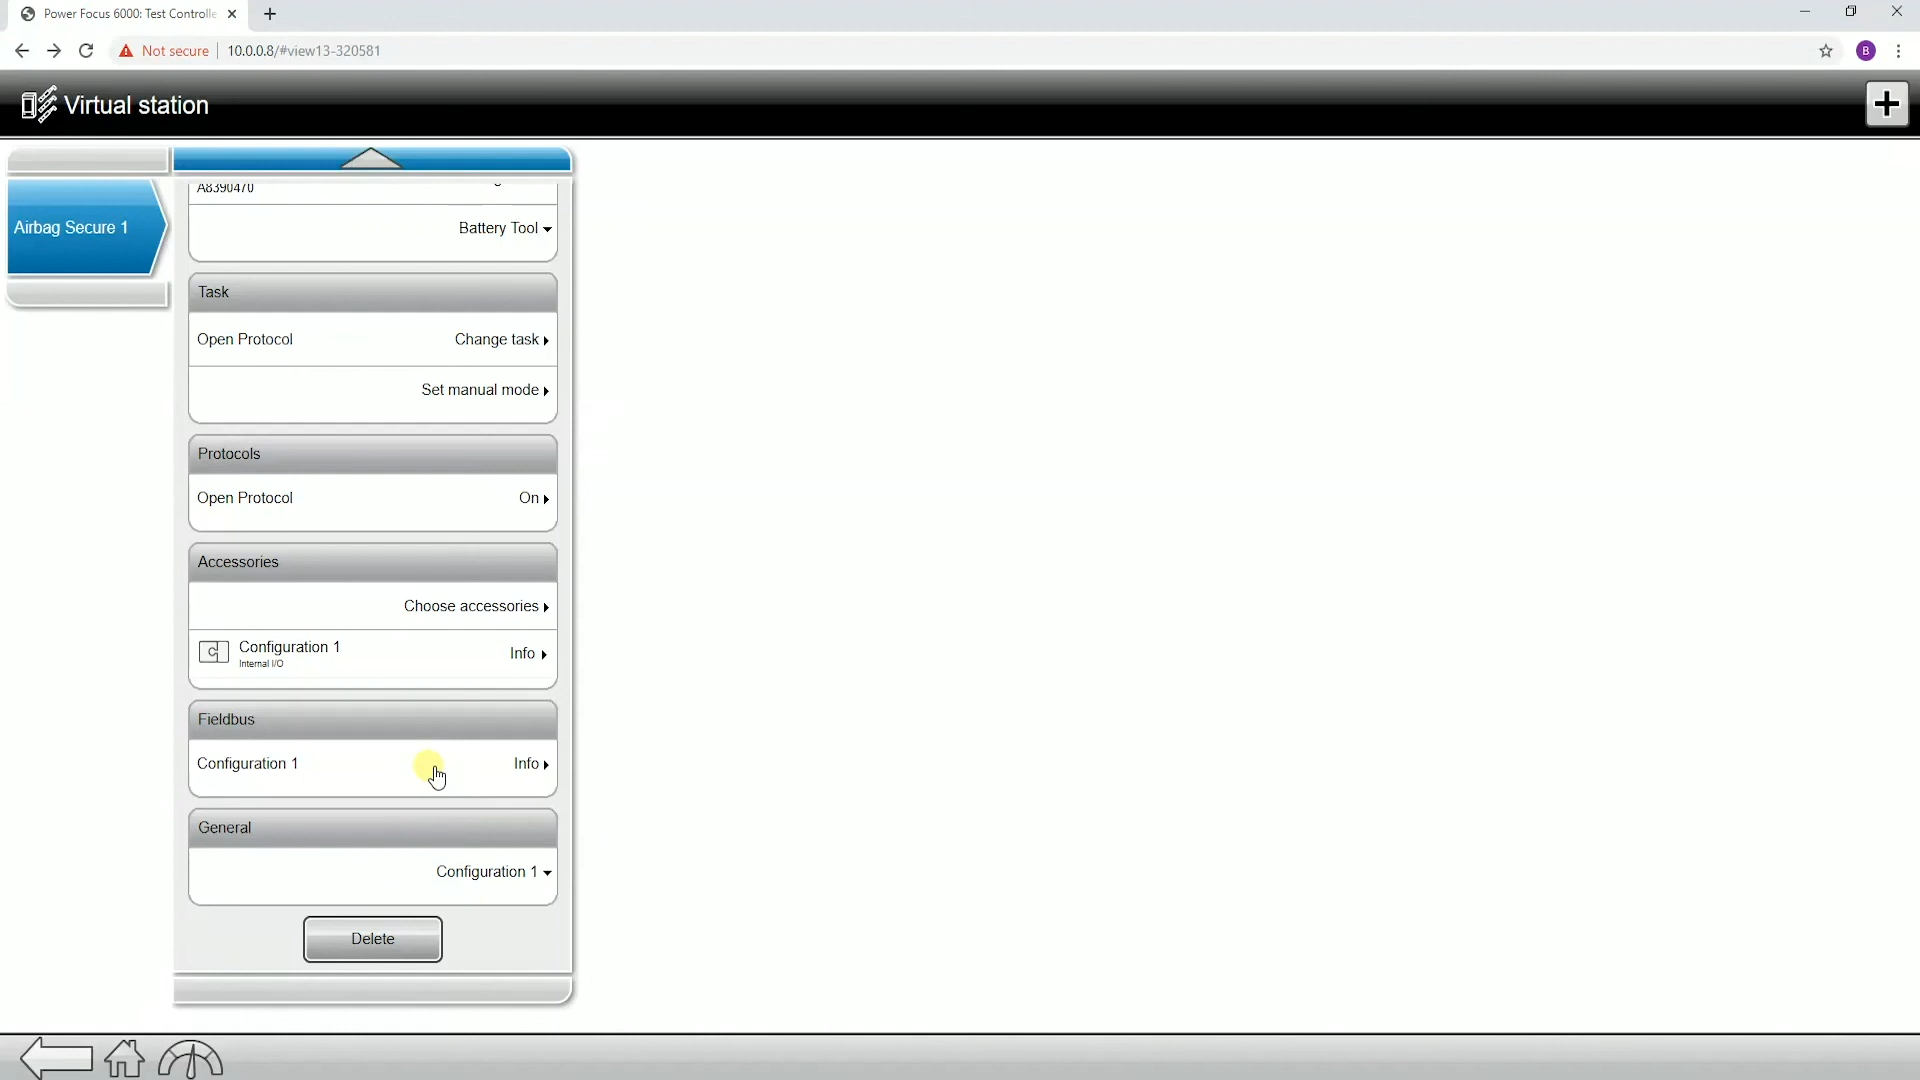 Power Focus 6000: Test Controlle
Not secure
10.0.0.8/#view13-320581
B
Virtual station
Airbag Secure 1
A8390470
Battery Tool
Task
Open Protocol
Change task
Set manual mode
Protocols
Open Protocol
On
Accessories
Choose accessories
Configuration 1
Internal I/O
Info
Fieldbus
Configuration 1
Info
General
Configuration 1
Delete